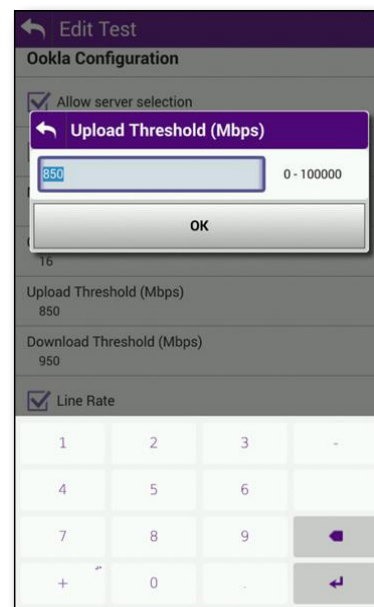 Edit Test
Ookla Configuration
Allow server selection
Upload Threshold (Mbps)
850
0 - 100000
OK
16
Upload Threshold (Mbps)
850
Download Threshold (Mbps)
950
Line Rate
1 2 3 -
4 5 6
7 8 9
+ 0 .